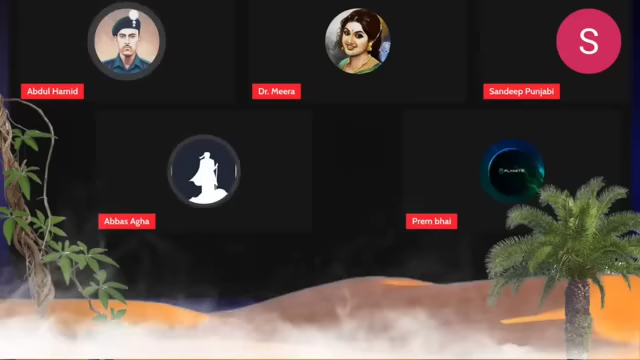 Abdul Hamid
Dr. Meera
S
Sandeep Punjabi
Abbas Agha
Prem bhai